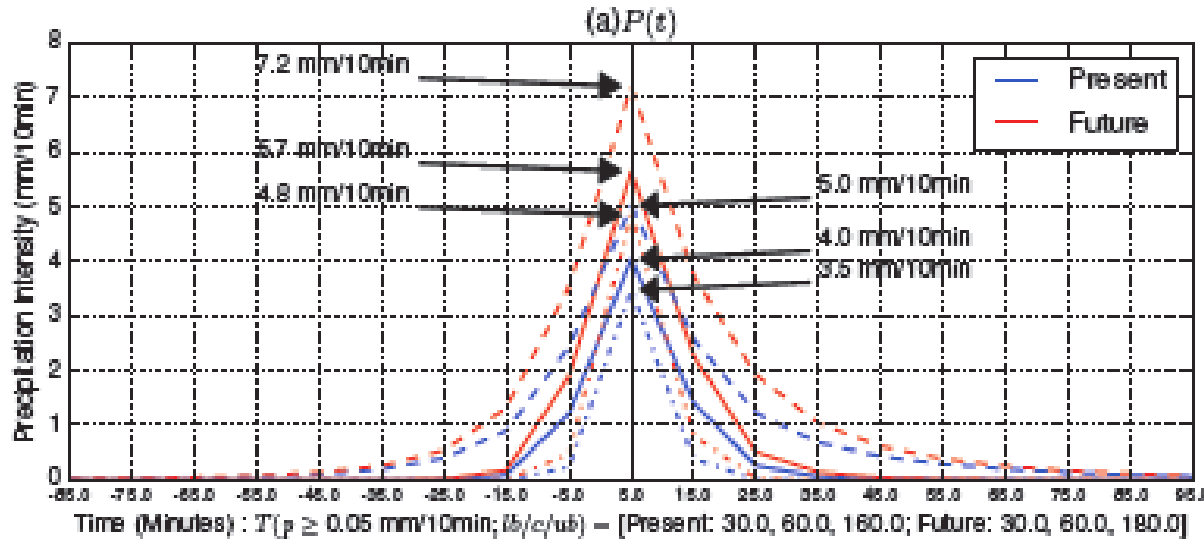 (a)P(t)
8
7
6
5
4
3
2
1
0
Precipitation Intensity (mm/10min)
7.2 mm/10min
5.7 mm/10min
4.8 mm/10min
5.0 mm/10min
4.0 mm/10min
3.5 mm/10min
Present
Future
-85.0 -75.0 -65.0 -55.0 -45.0 -35.0 -25.0 -15.0 -5.0 5.0 15.0 25.0 35.0 45.0 55.0 65.0 75.0 85.0 95.0
Time (Minutes) : T(p ≥ 0.05 mm/10min; lb/c/ub) = [Present: 30.0, 60.0, 160.0; Future: 30.0, 60.0, 180.0]